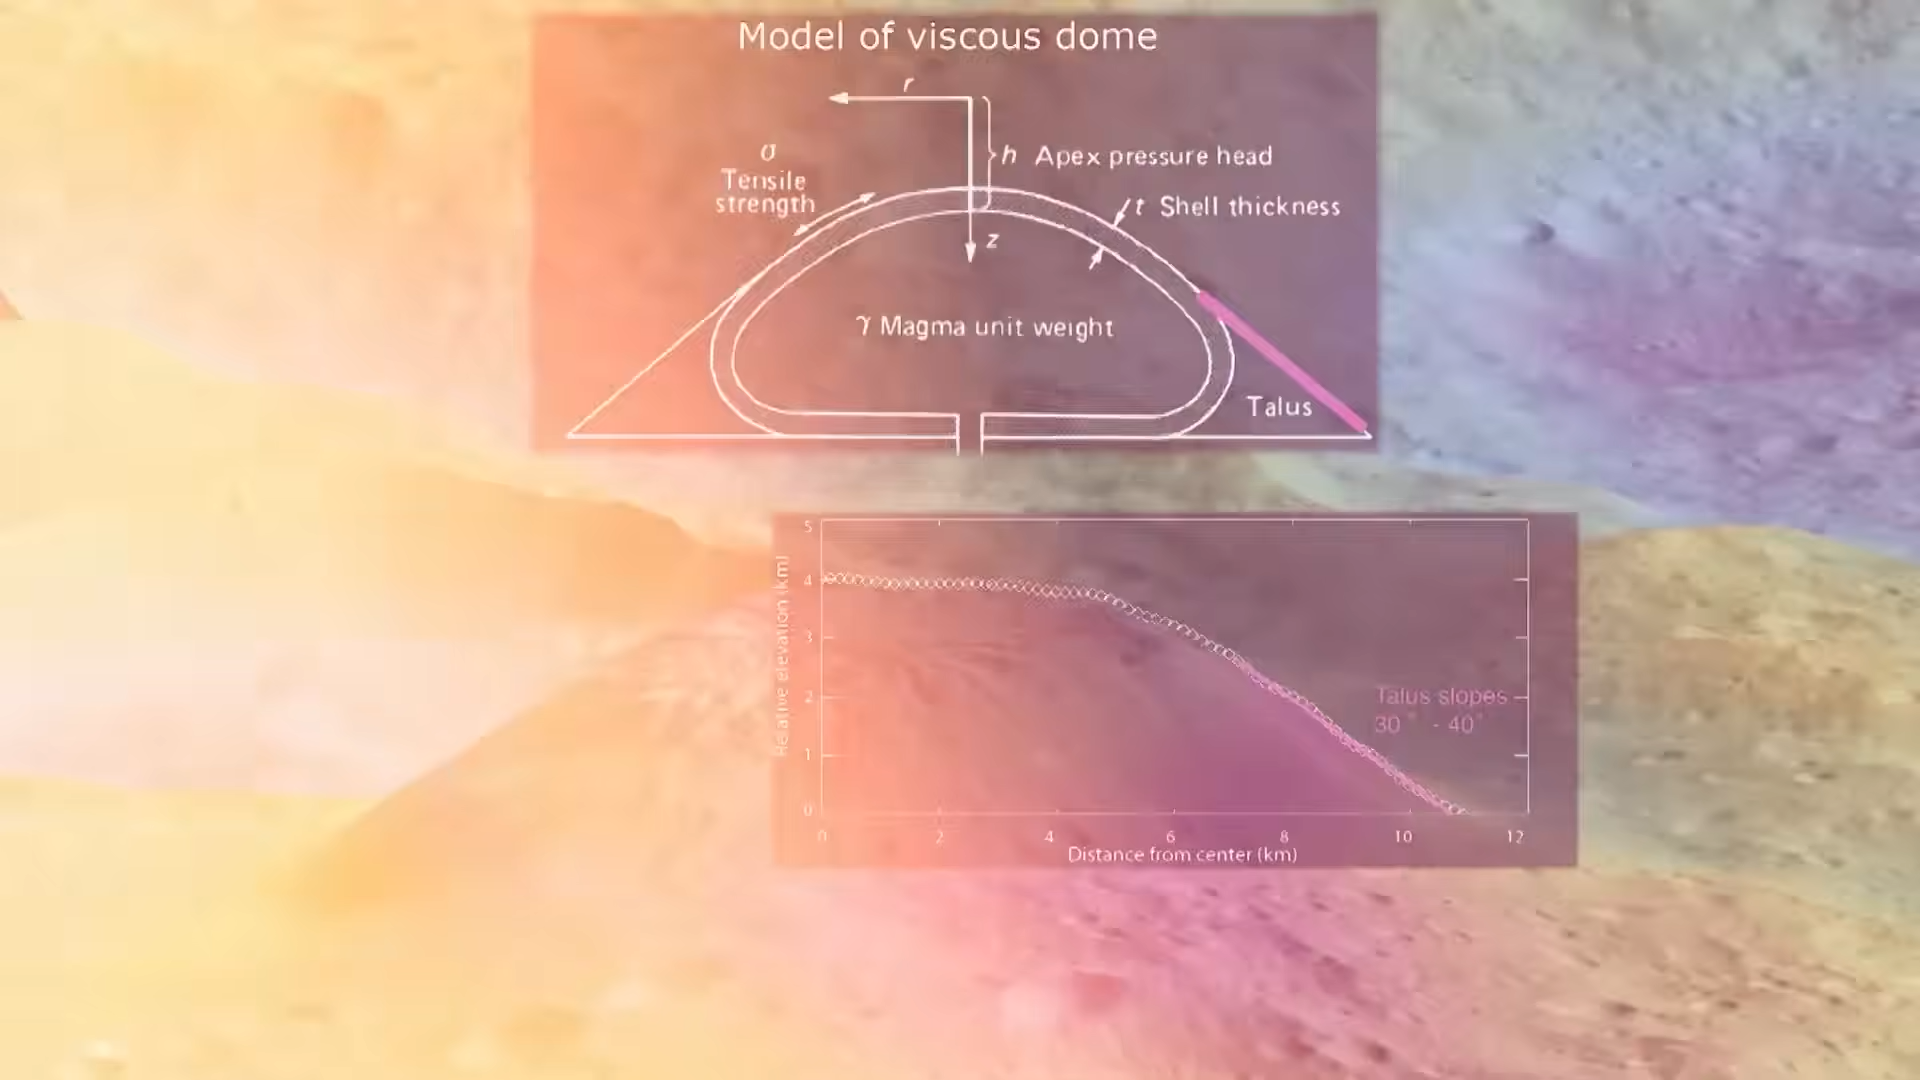 Model of viscous dome
r
σ
Tensile
strength
h Apex pressure head
t Shell thickness
z
γ Magma unit weight
Talus
5
4
3
2
1
0
Relative elevation (km)
Talus slopes
30° - 40°
0 2 4 6 8 10 12
Distance from center (km)